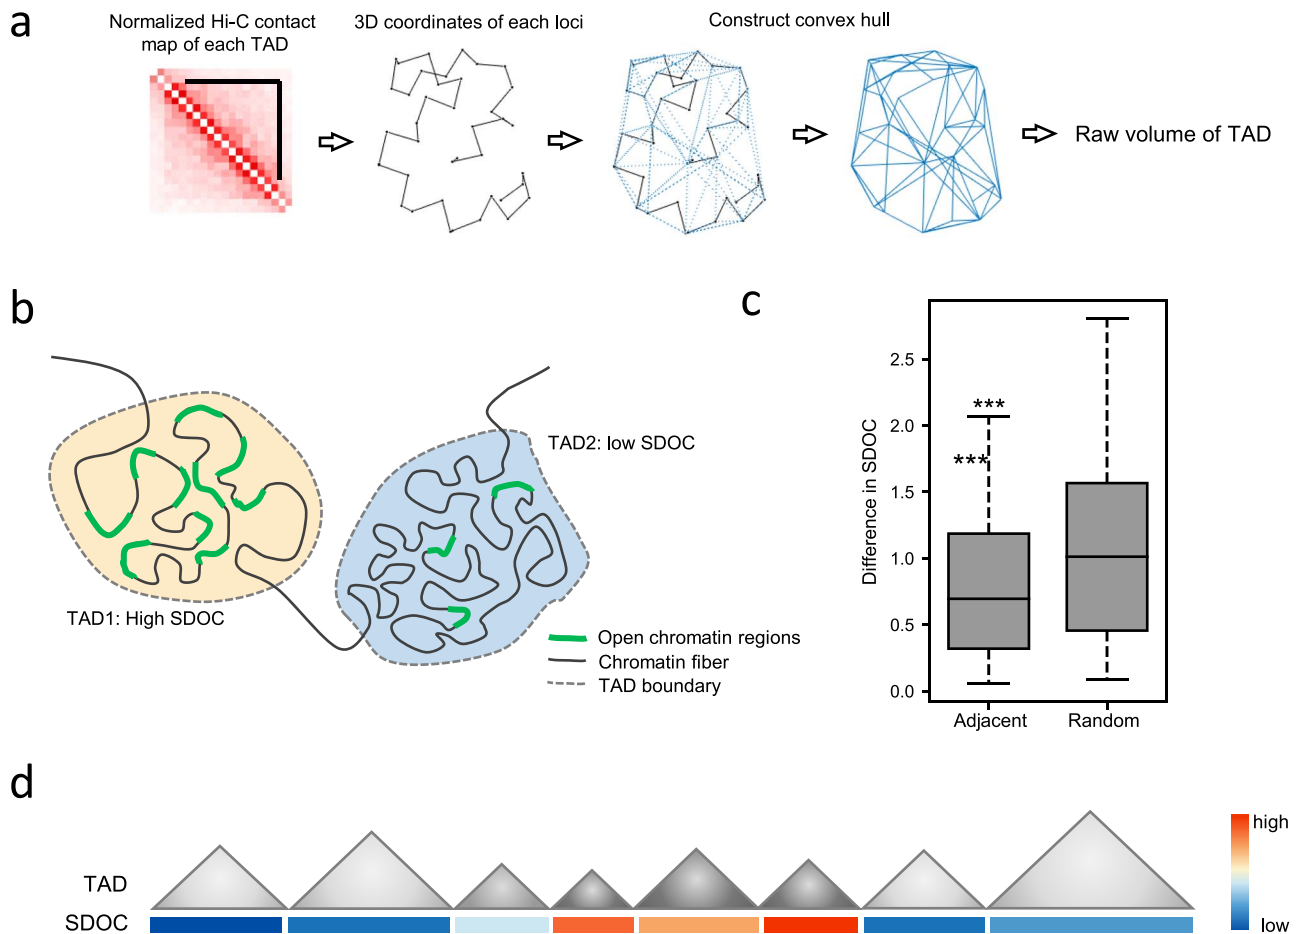 a
Normalized Hi-C contact
map of each TAD
3D coordinates of each loci
Construct convex hull
Raw volume of TAD
b
TAD1: High SDOC
TAD2: low SDOC
Open chromatin regions
Chromatin fiber
TAD boundary
c
Difference in SDOC
2.5
2.0
1.5
1.0
0.5
0.0
***
***
Adjacent
Random
d
TAD
SDOC
high
low